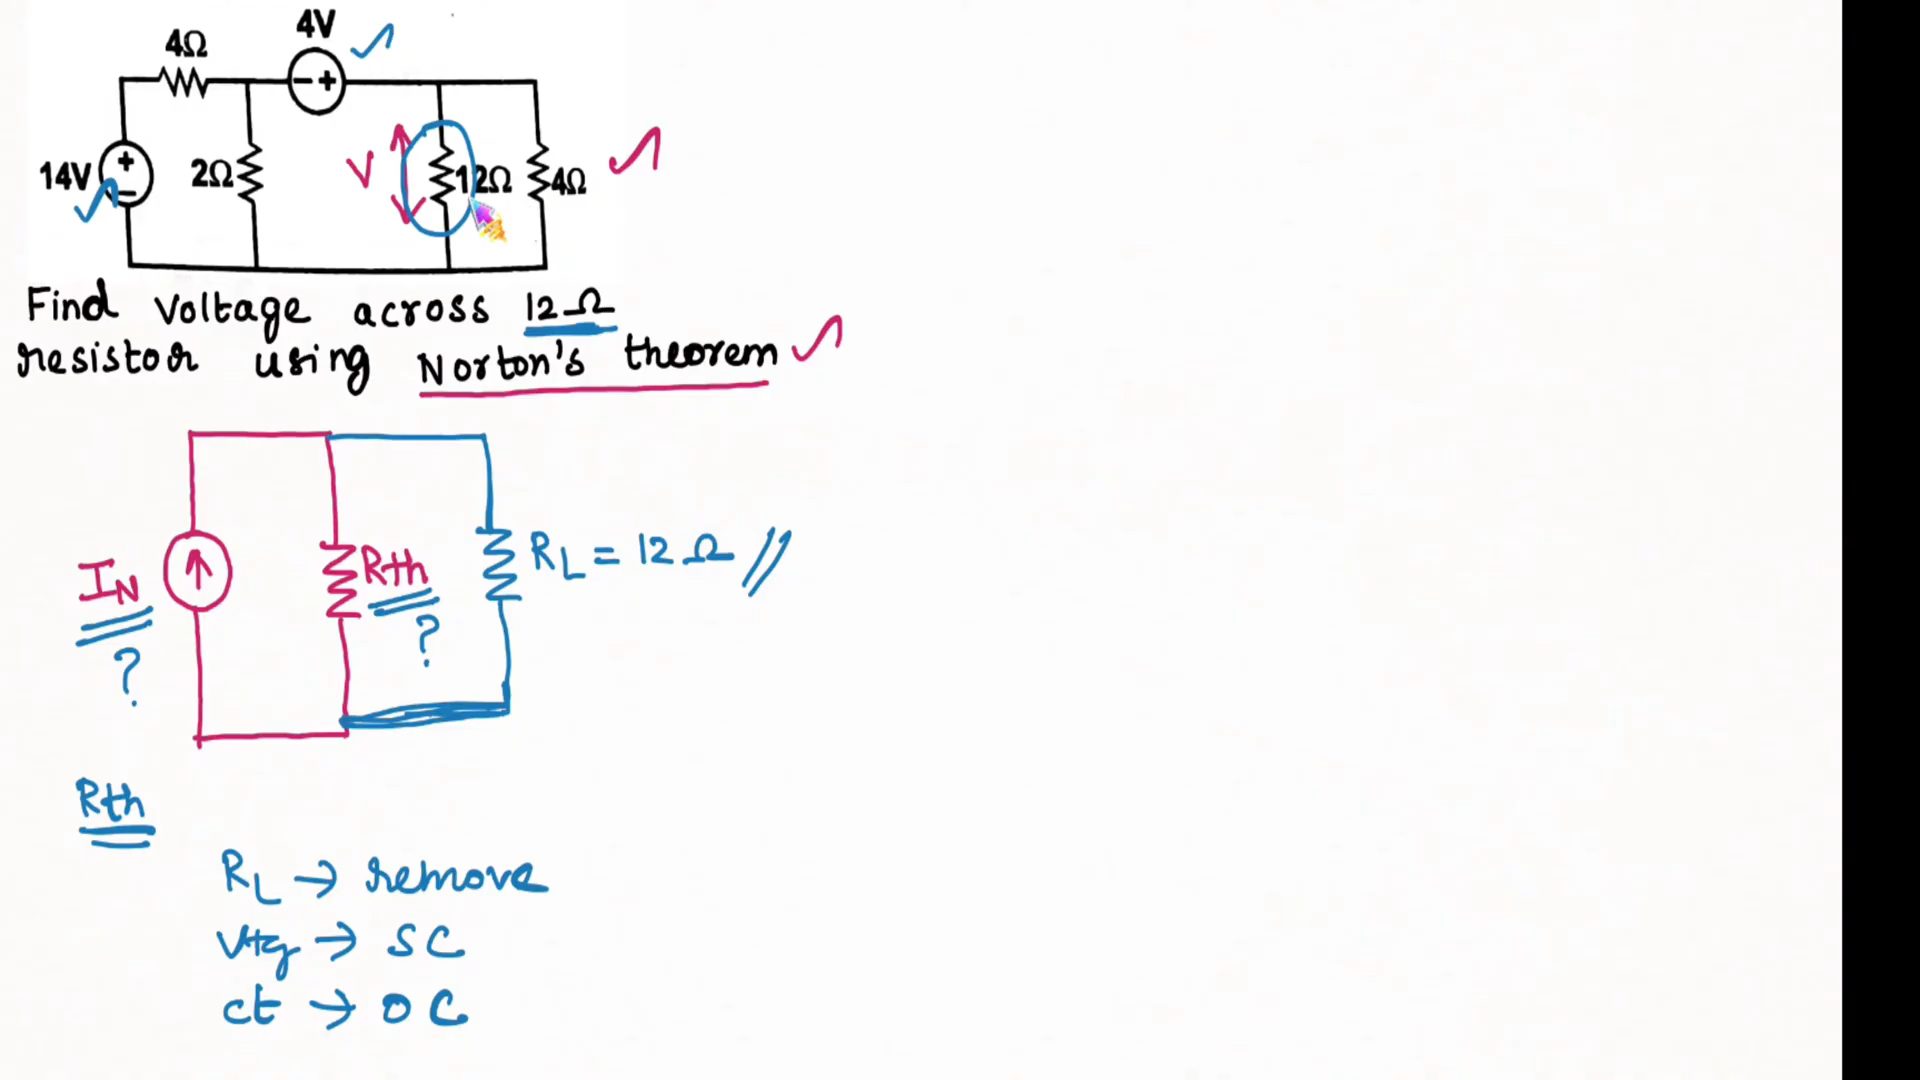 4V
4Ω
- +
14V
+
-
2Ω
V
12Ω
4Ω
Find Voltage across 12Ω
resistor using Norton's theorem
IN
?
Rth
?
RL = 12Ω
Rth
RL → remove
Vtg → SC
ct → OC